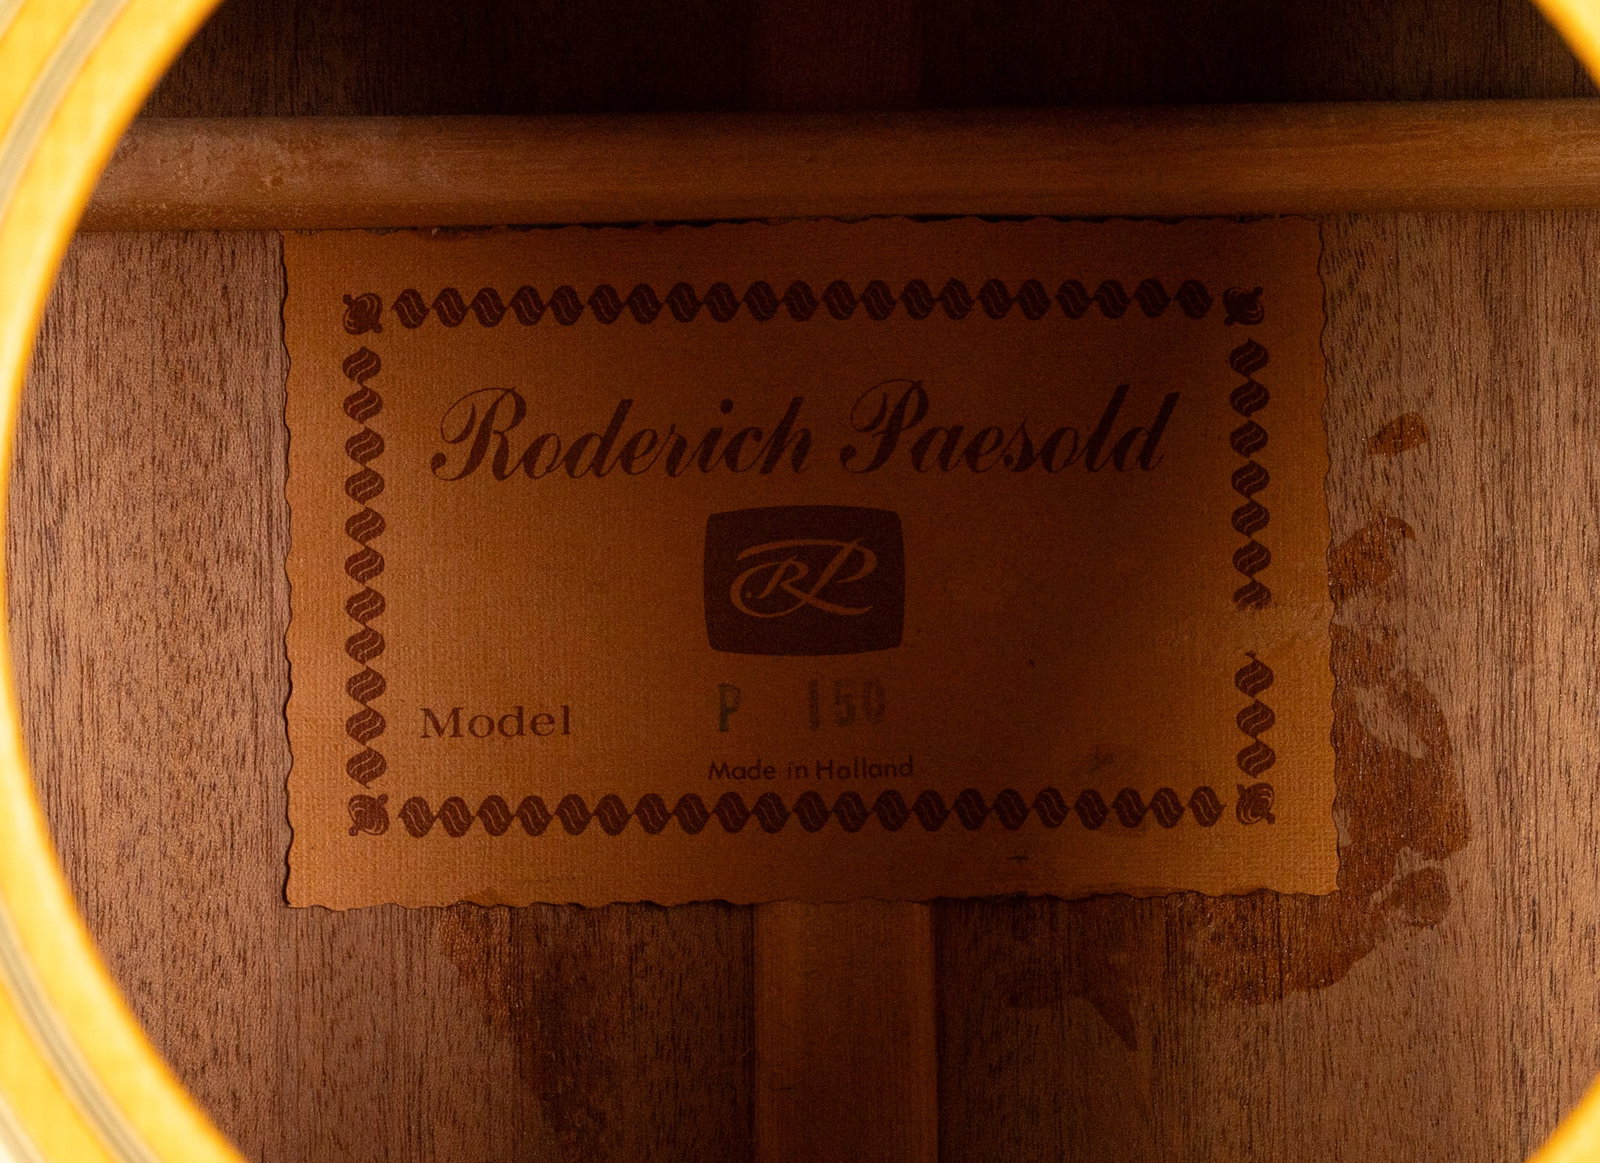 Roderich Paesold
RP
Model P 150
Made in Holland